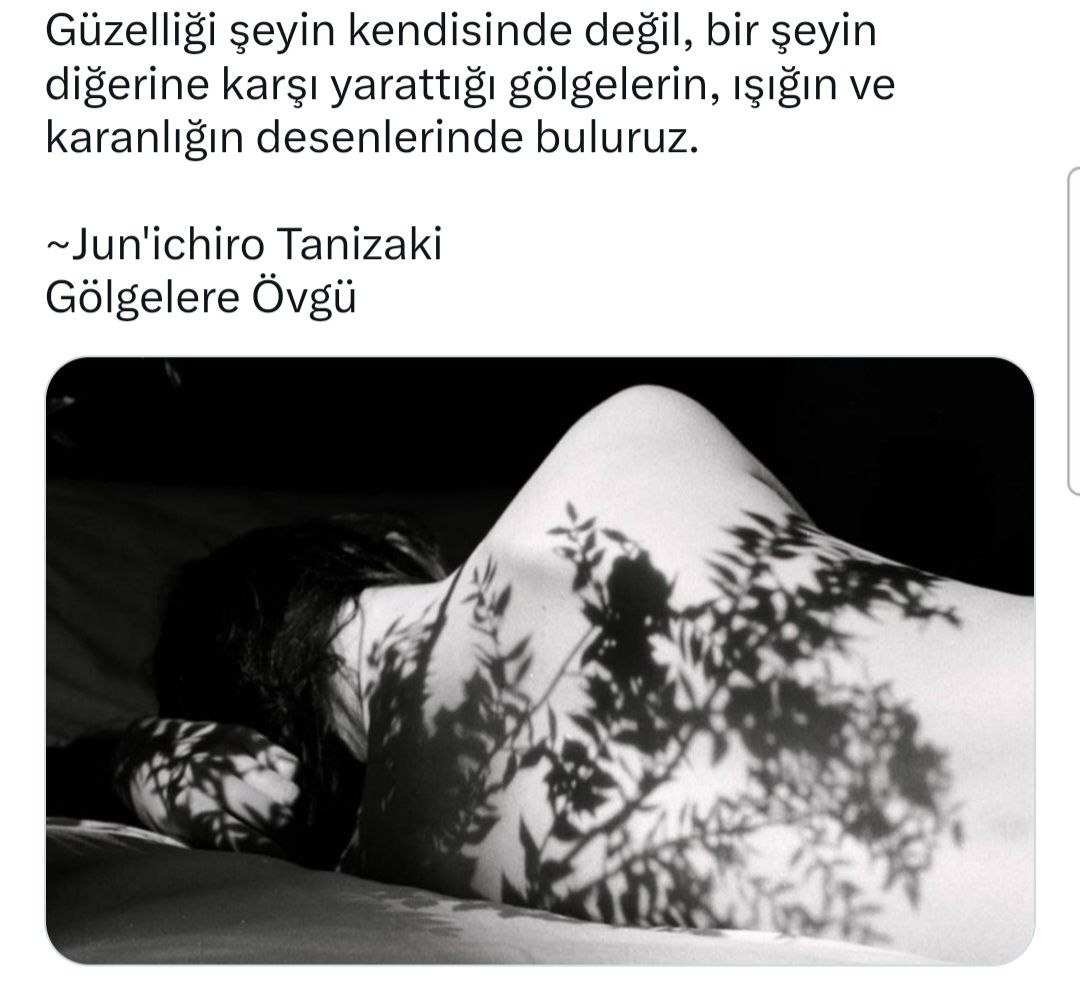 Güzelliği şeyin kendisinde değil, bir şeyin
diğerine karşı yarattığı gölgelerin, ışığın ve
karanlığın desenlerinde buluruz.
~Jun'ichiro Tanizaki
Gölgelere Övgü